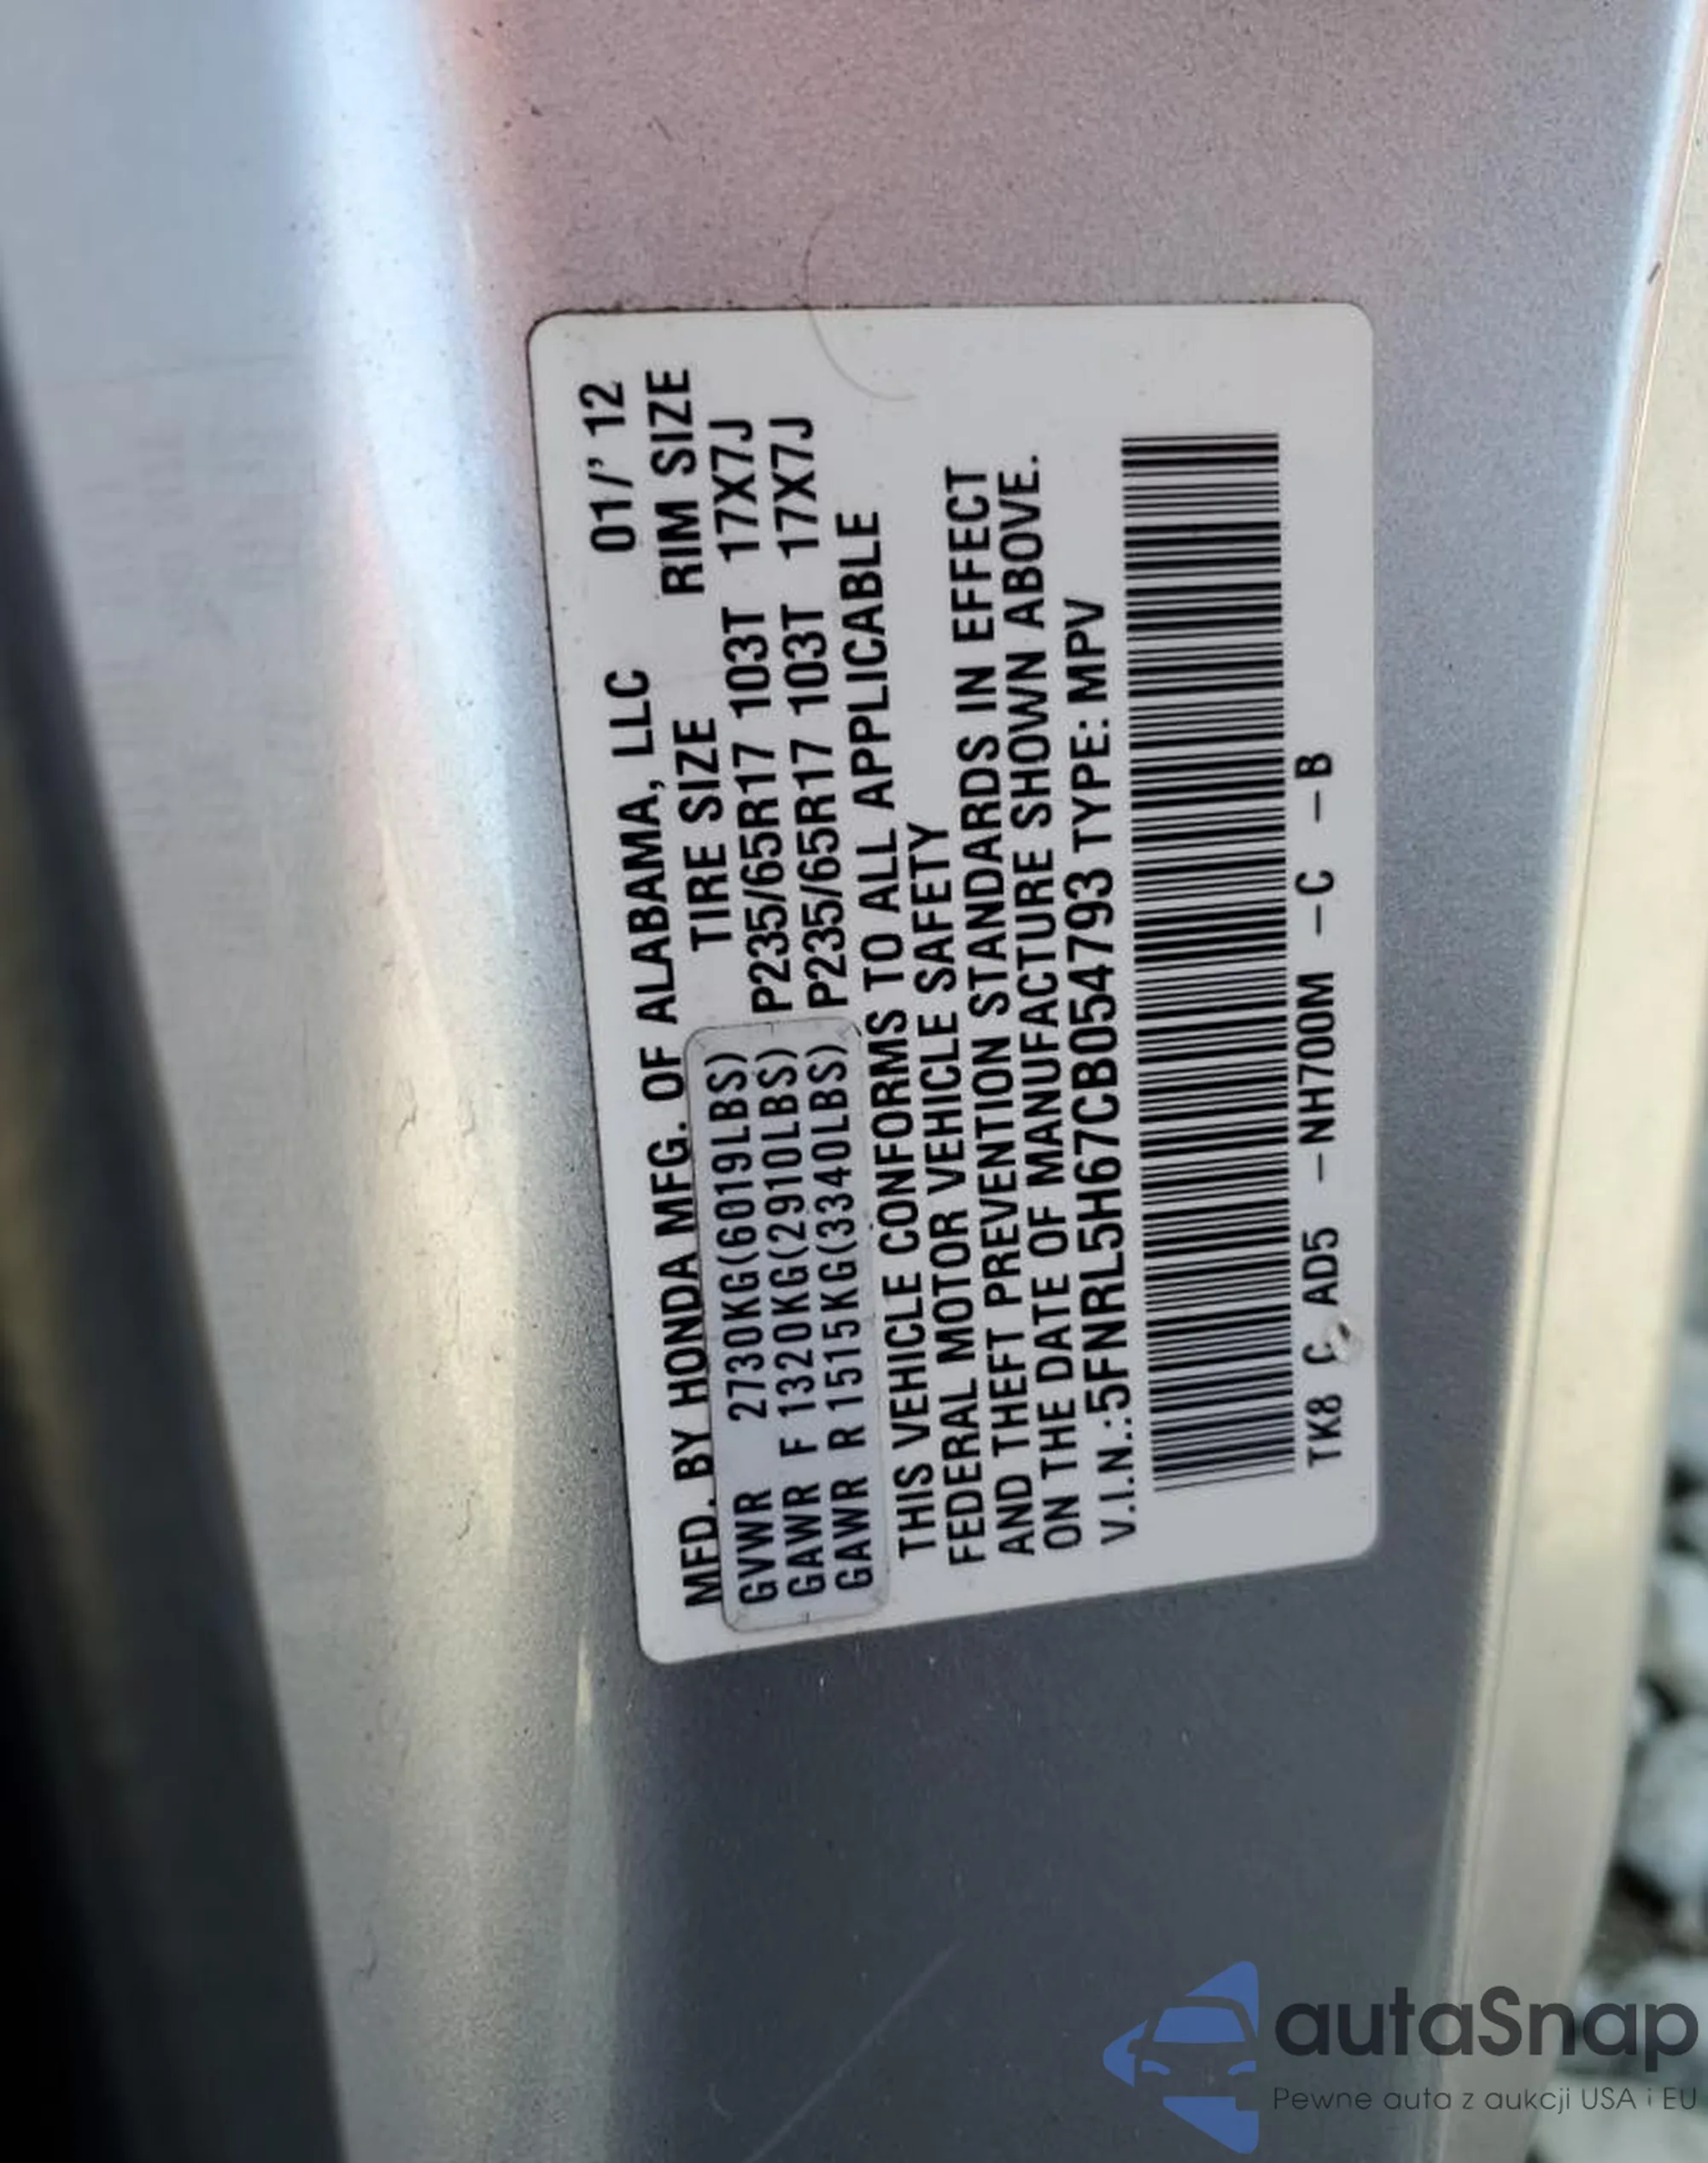 MFD. BY HONDA MFG. OF ALABAMA, LLC 01/' 12
TIRE SIZE RIM SIZE
GVWR 2730KG(6019LBS)
GAWR F 1320KG(2910LBS) P235/65R17 103T 17X7J
GAWR R 1515KG(3340LBS) P235/65R17 103T 17X7J
THIS VEHICLE CONFORMS TO ALL APPLICABLE
FEDERAL MOTOR VEHICLE SAFETY
AND THEFT PREVENTION STANDARDS IN EFFECT
ON THE DATE OF MANUFACTURE SHOWN ABOVE.
V.I.N.:5FNRL5H67CB054793 TYPE: MPV
TK8 C AD5 –NH700M –C –B
autaSnap
Pewne auta z aukcji USA i EU